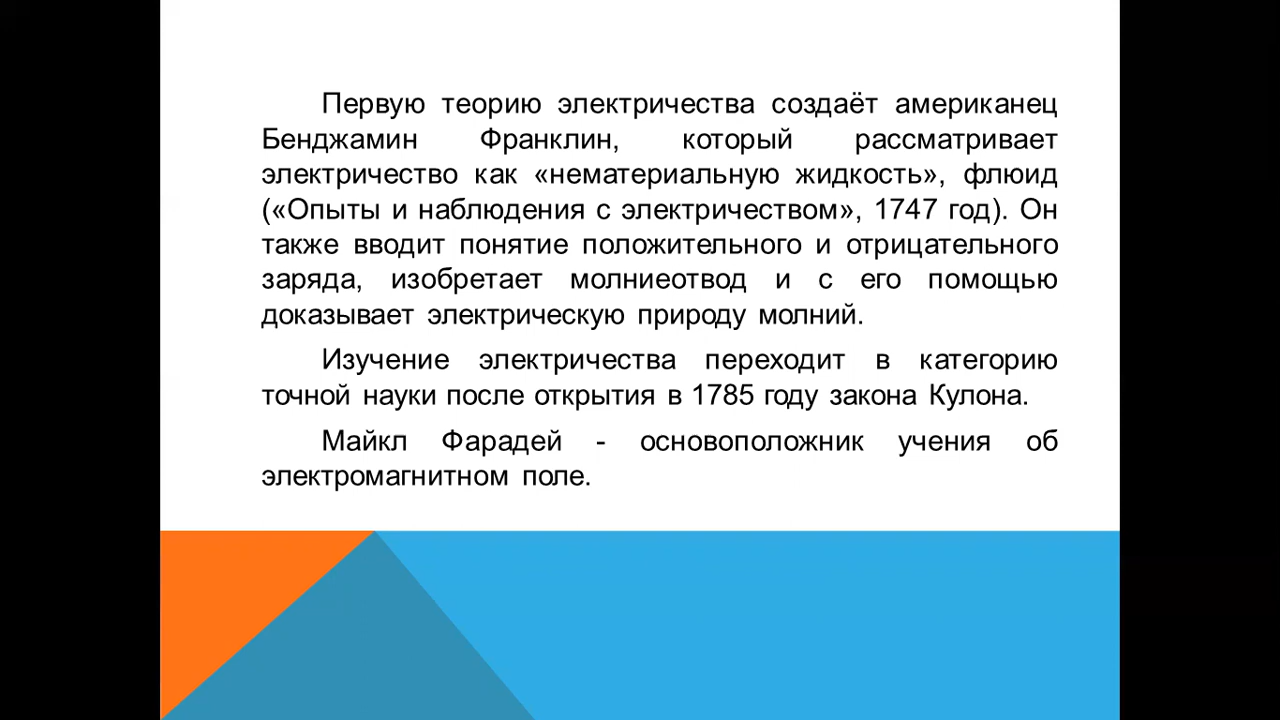 Первую теорию электричества создаёт американец
Бенджамин Франклин, который рассматривает
электричество как «нематериальную жидкость», флюид
(«Опыты и наблюдения с электричеством», 1747 год). Он
также вводит понятие положительного и отрицательного
заряда, изобретает молниеотвод и с его помощью
доказывает электрическую природу молний.
Изучение электричества переходит в категорию
точной науки после открытия в 1785 году закона Кулона.
Майкл Фарадей - основоположник учения об
электромагнитном поле.